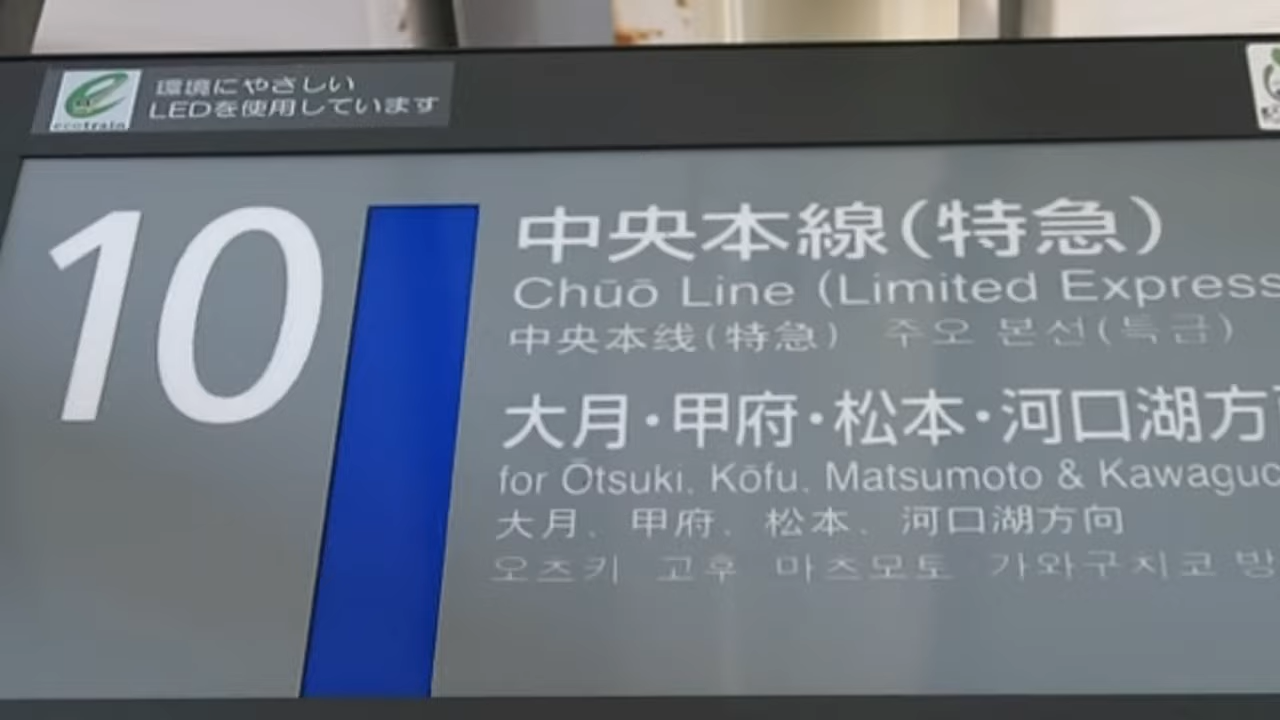 ecotrain
環境にやさしい
LEDを使用しています
10
中央本線(特急)
Chūō Line (Limited Express
中央本线(特急) 주오 본선(특급)
大月・甲府・松本・河口湖方
for Ōtsuki, Kōfu, Matsumoto & Kawaguc
大月、甲府、松本、河口湖方向
오츠키 고후 마츠모토 가와구치코 방